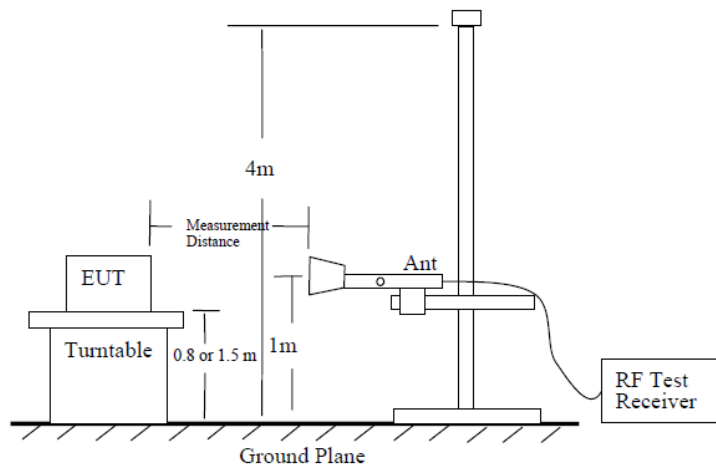 4m
Measurement
Distance
EUT
Ant
Turntable
0.8 or 1.5 m
1m
RF Test
Receiver
Ground Plane